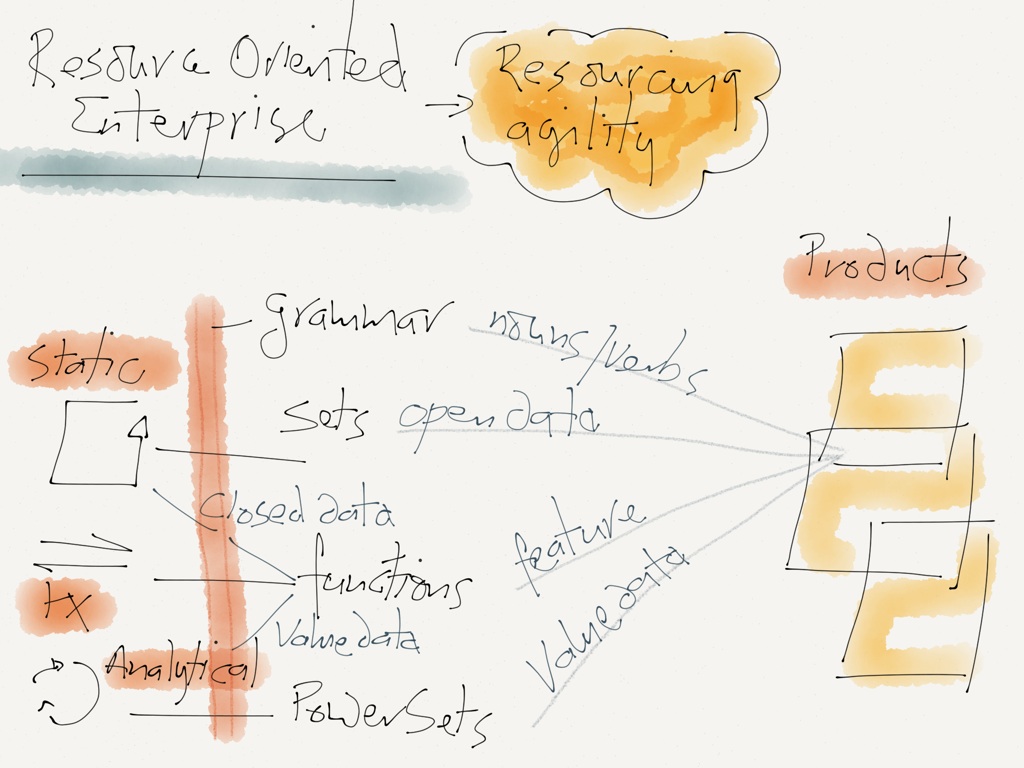 Resource Oriented
Enterprise
Resourcing
agility
Products
grammar
nouns/verbs
static
sets
open data
closed data
functions
feature
tx
value data
value data
Analytical
PowerSets